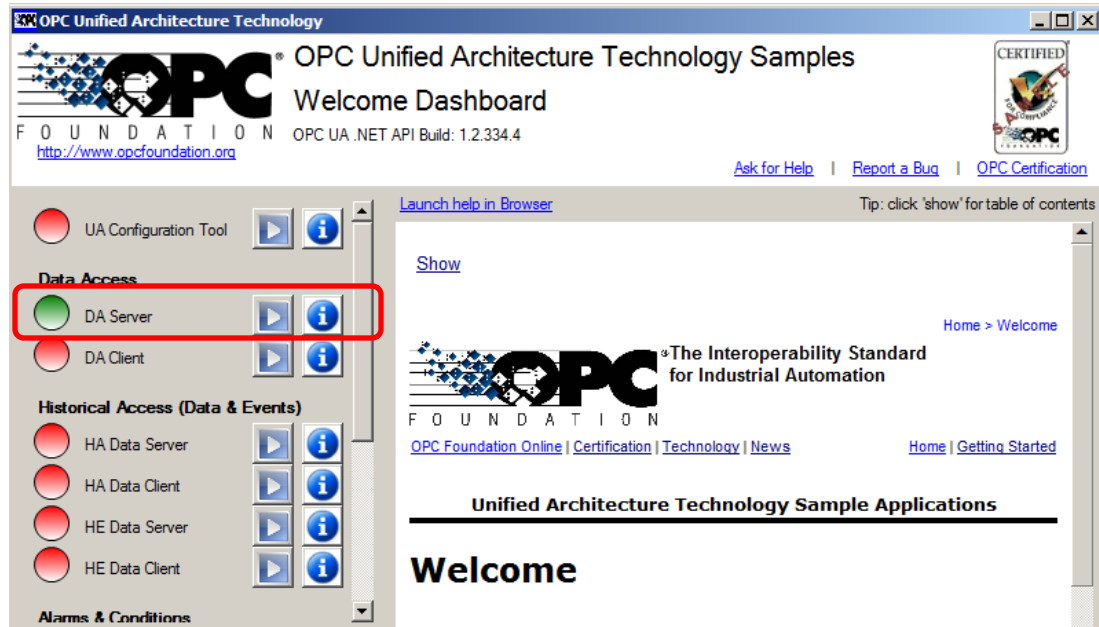 OPC Unified Architecture Technology
OPC
FOUNDATION
http://www.opcfoundation.org
OPC Unified Architecture Technology Samples
Welcome Dashboard
OPC UA .NET API Build: 1.2.334.4
CERTIFIED
FOR COMPLIANCE
OPC
Ask for Help | Report a Bug | OPC Certification
UA Configuration Tool
Data Access
DA Server
DA Client
Historical Access (Data & Events)
HA Data Server
HA Data Client
HE Data Server
HE Data Client
Alarms & Conditions
Launch help in Browser
Tip: click 'show' for table of contents
Show
Home > Welcome
OPC
FOUNDATION
®The Interoperability Standard
for Industrial Automation
OPC Foundation Online | Certification | Technology | News
Home | Getting Started
Unified Architecture Technology Sample Applications
Welcome